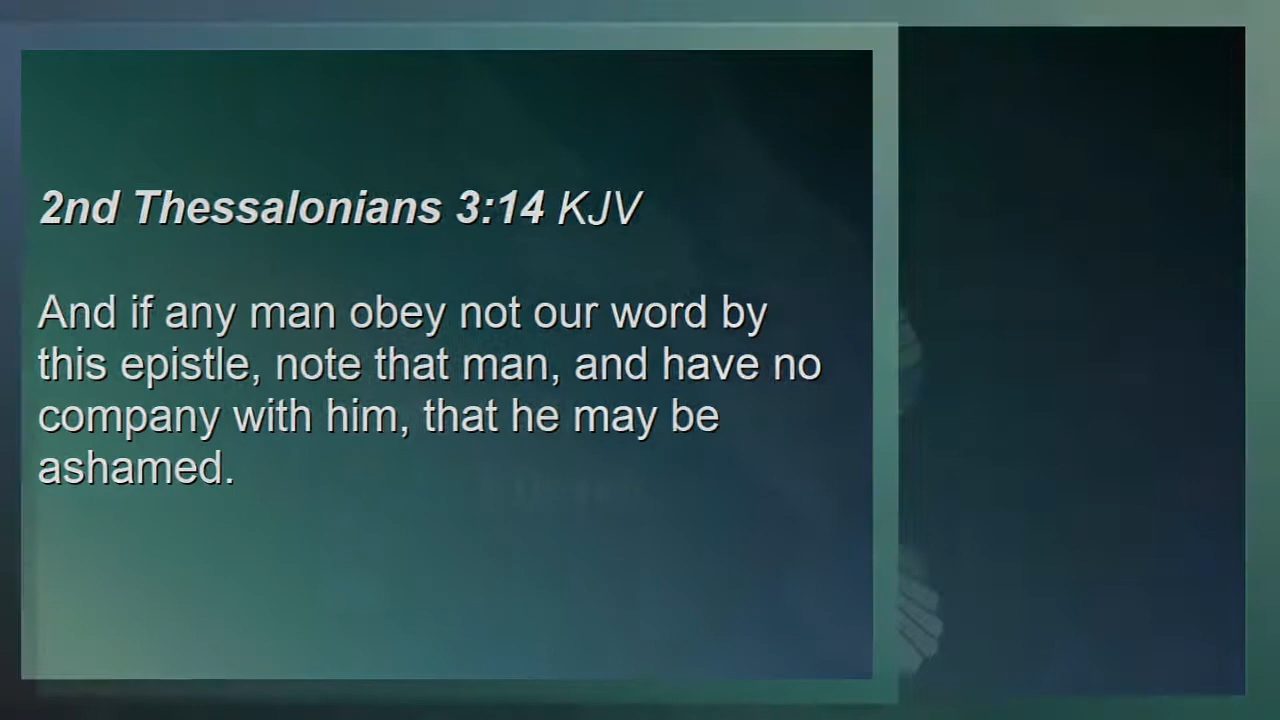 2nd Thessalonians 3:14 KJV
And if any man obey not our word by
this epistle, note that man, and have no
company with him, that he may be
ashamed.